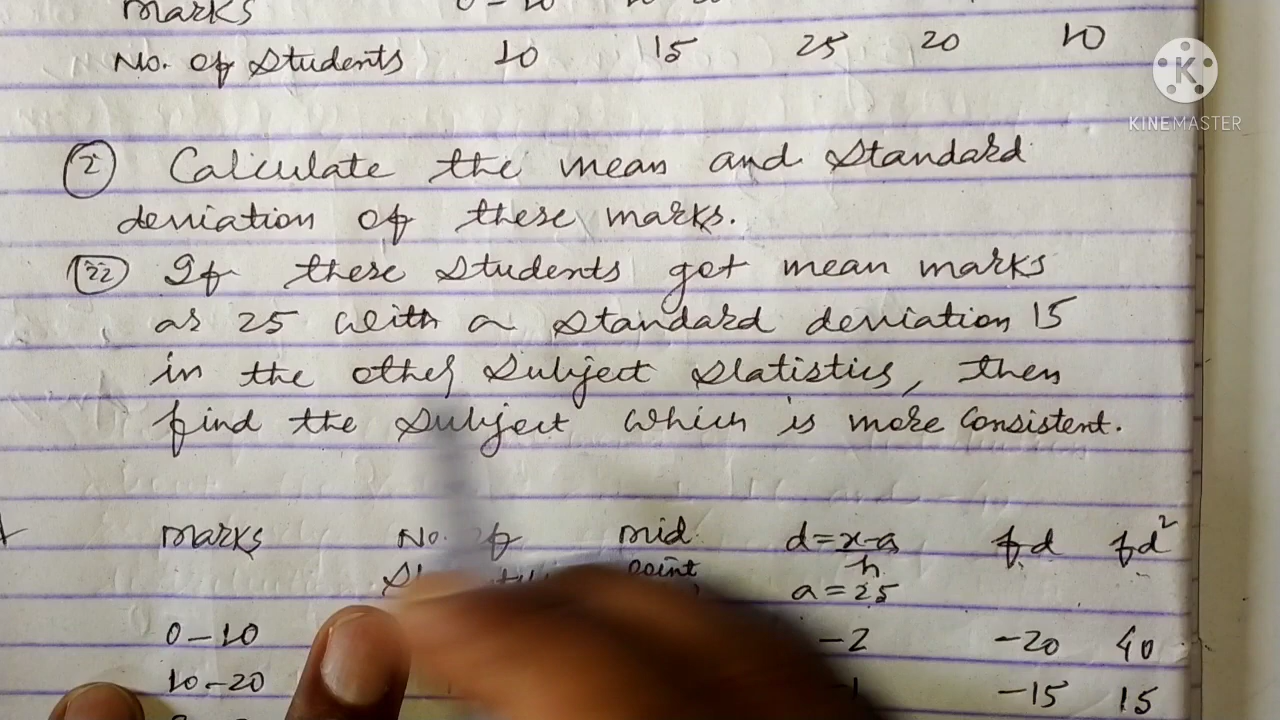 Marks
No. of Students 10 15 25 20 10
K
KINEMASTER
(i) Calculate the mean and standard
deviation of these marks.
(ii) If these students get mean marks
as 25 with a standard deviation 15
in the other subject statistics, then
find the subject which is more consistent.
Marks No. of mid d=x-a/h fd fd²
point a=25
0-10 -2 -20 40
10-20 -15 15